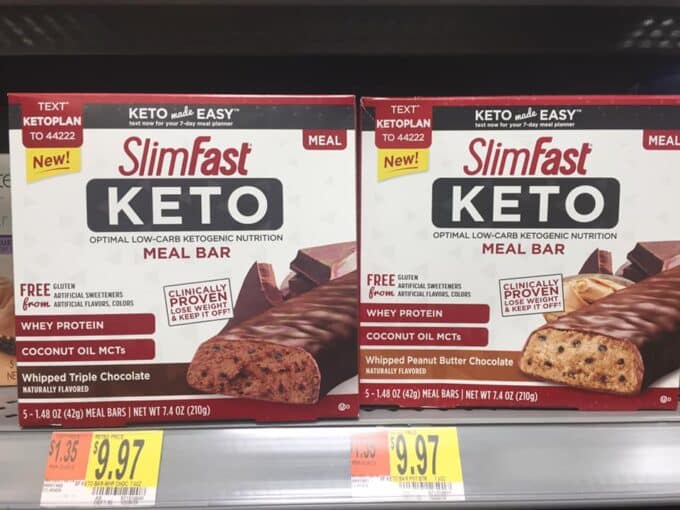 TEXT*
KETOPLAN
TO 44222
KETO made EASY™
text now for your 7-day meal planner
MEAL
New!
SlimFast
KETO
OPTIMAL LOW-CARB KETOGENIC NUTRITION
MEAL BAR
FREE from
GLUTEN
ARTIFICIAL SWEETENERS
ARTIFICIAL FLAVORS, COLORS
CLINICALLY
PROVEN
LOSE WEIGHT
& KEEP IT OFF!
WHEY PROTEIN
COCONUT OIL MCTs
Whipped Triple Chocolate
NATURALLY FLAVORED
5 - 1.48 OZ (42g) MEAL BARS | NET WT 7.4 OZ (210g)
TEXT*
KETOPLAN
TO 44222
KETO made EASY™
text now for your 7-day meal planner
MEAL
New!
SlimFast
KETO
OPTIMAL LOW-CARB KETOGENIC NUTRITION
MEAL BAR
FREE from
GLUTEN
ARTIFICIAL SWEETENERS
ARTIFICIAL FLAVORS, COLORS
CLINICALLY
PROVEN
LOSE WEIGHT
& KEEP IT OFF!
WHEY PROTEIN
COCONUT OIL MCTs
Whipped Peanut Butter Chocolate
NATURALLY FLAVORED
5 - 1.48 OZ (42g) MEAL BARS | NET WT 7.4 OZ (210g)
$1.35
$9.97
$9.97